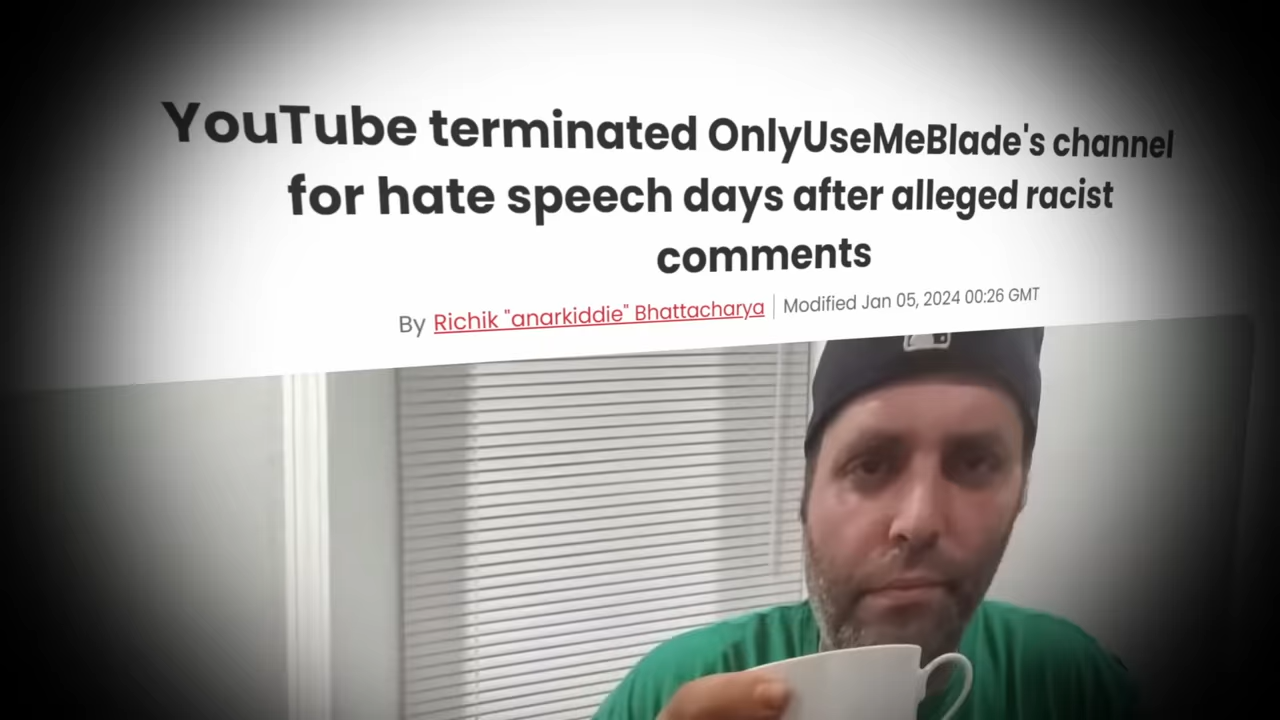 YouTube terminated OnlyUseMeBlade's channel
for hate speech days after alleged racist
comments
By Richik "anarkiddie" Bhattacharya | Modified Jan 05, 2024 00:26 GMT